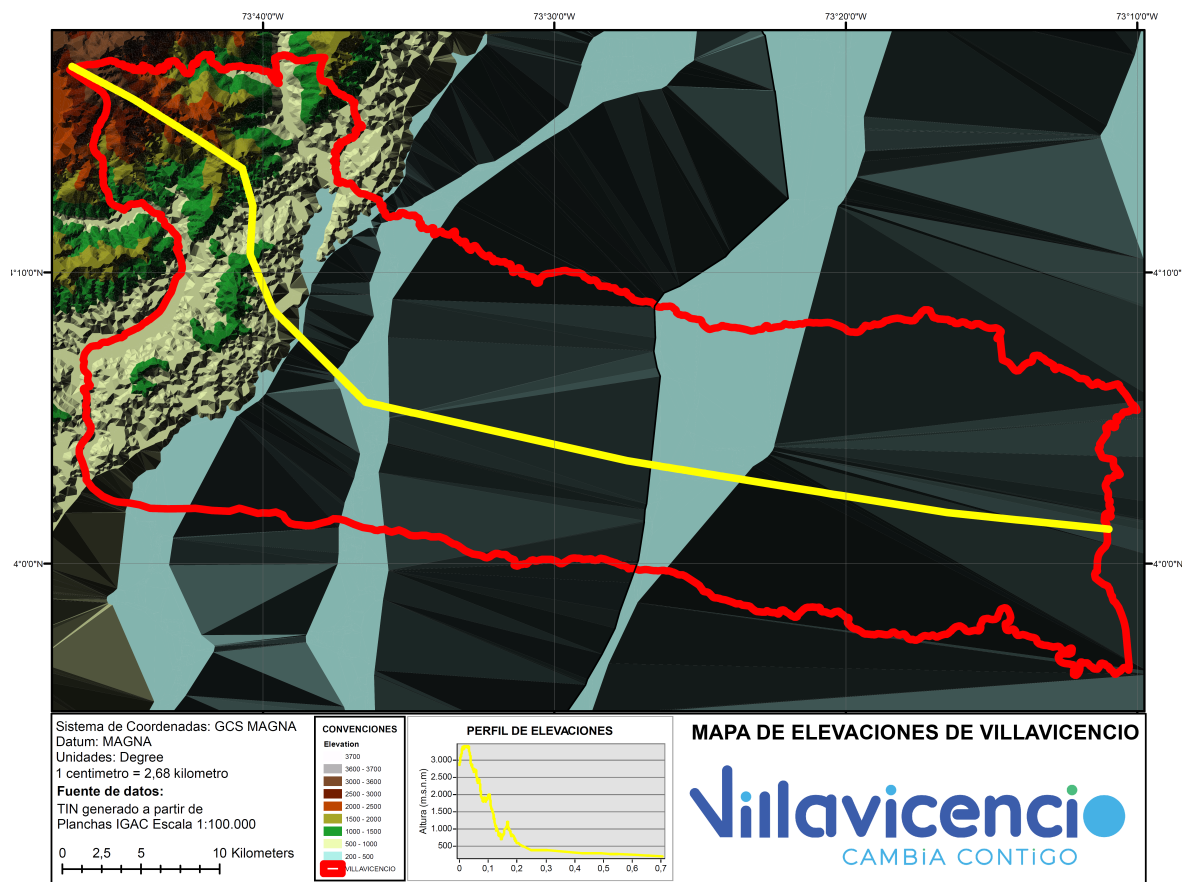 73°40'0"W
73°30'0"W
73°20'0"W
73°10'0"W
4°10'0"N
4°10'0"N
4°0'0"N
4°0'0"N
Sistema de Coordenadas: GCS MAGNA
Datum: MAGNA
Unidades: Degree
1 centimetro = 2,68 kilometro
Fuente de datos:
TIN generado a partir de
Planchas IGAC Escala 1:100.000
0 2,5 5 10 Kilometers
CONVENCIONES
Elevation
3700
3600 - 3700
3000 - 3600
2500 - 3000
2000 - 2500
1500 - 2000
1000 - 1500
500 - 1000
200 - 500
VILLAVICENCIO
PERFIL DE ELEVACIONES
Altura (m.s.n.m)
3.000
2.500
2.000
1.500
1.000
500
0 0,1 0,2 0,3 0,4 0,5 0,6 0,7
MAPA DE ELEVACIONES DE VILLAVICENCIO
Villavicencio
CAMBiA CONTiGO